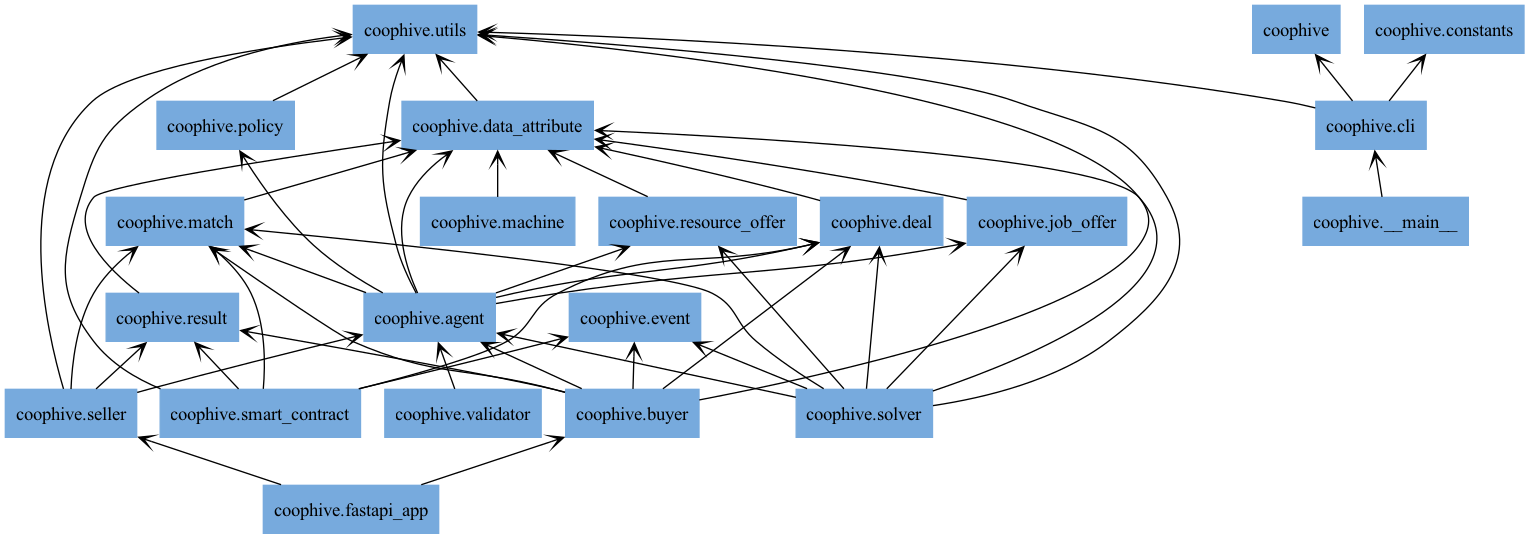 coophive.utils
coophive
coophive.constants
coophive.policy
coophive.data_attribute
coophive.cli
coophive.match
coophive.machine
coophive.resource_offer
coophive.deal
coophive.job_offer
coophive.__main__
coophive.result
coophive.agent
coophive.event
coophive.seller
coophive.smart_contract
coophive.validator
coophive.buyer
coophive.solver
coophive.fastapi_app